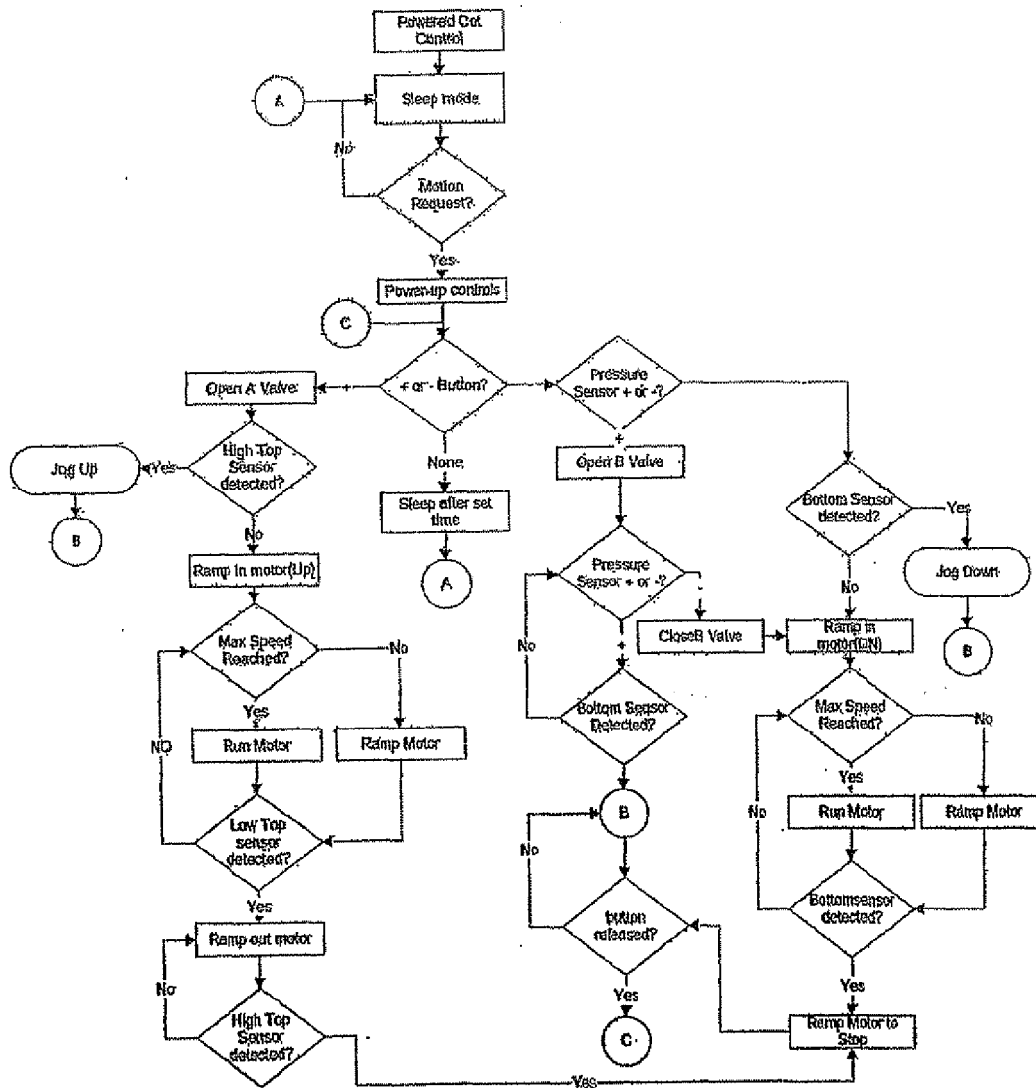 Powered Cot
Control
A
Sleep mode
No
Motion
Request?
Yes
Power-up controls
C
+ or - Button?
+
-
Open A Valve
Pressure
Sensor + or -?
+
-
Open B Valve
High Top
Sensor
detected?
Yes
Jog Up
B
No
None
Sleep after set
time
A
Bottom Sensor
detected?
Yes
Jog Down
B
No
Ramp in motor(Up)
Pressure
Sensor + or -?
-
+
Close B Valve
Ramp in
motor(DN)
Max Speed
Reached?
No
Yes
Run Motor
Ramp Motor
NO
Low Top
sensor
detected?
Yes
Bottom Sensor
Detected?
No
B
No
button
released?
Yes
C
Max Speed
Reached?
No
Yes
Run Motor
Ramp Motor
No
Bottomsensor
detected?
Yes
Ramp Motor to
Stop
Ramp out motor
No
High Top
Sensor
detected?
Yes